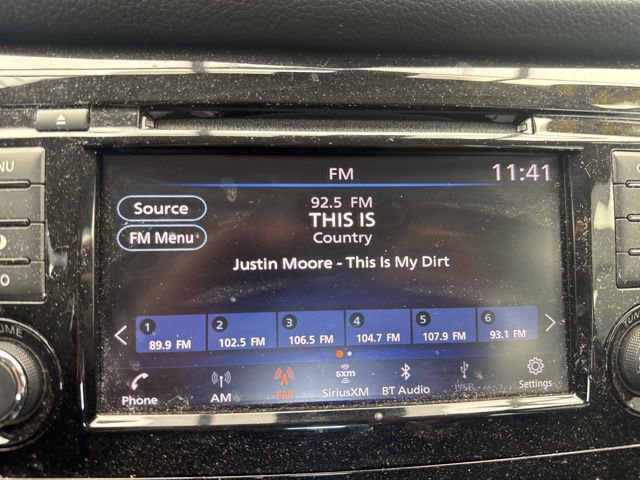 FM 11:41
Source
FM Menu
92.5 FM
THIS IS
Country
Justin Moore - This Is My Dirt
1 2 3 4 5 6
89.9 FM 102.5 FM 106.5 FM 104.7 FM 107.9 FM 93.1 FM
sxm
Phone AM FM SiriusXM BT Audio USB Settings